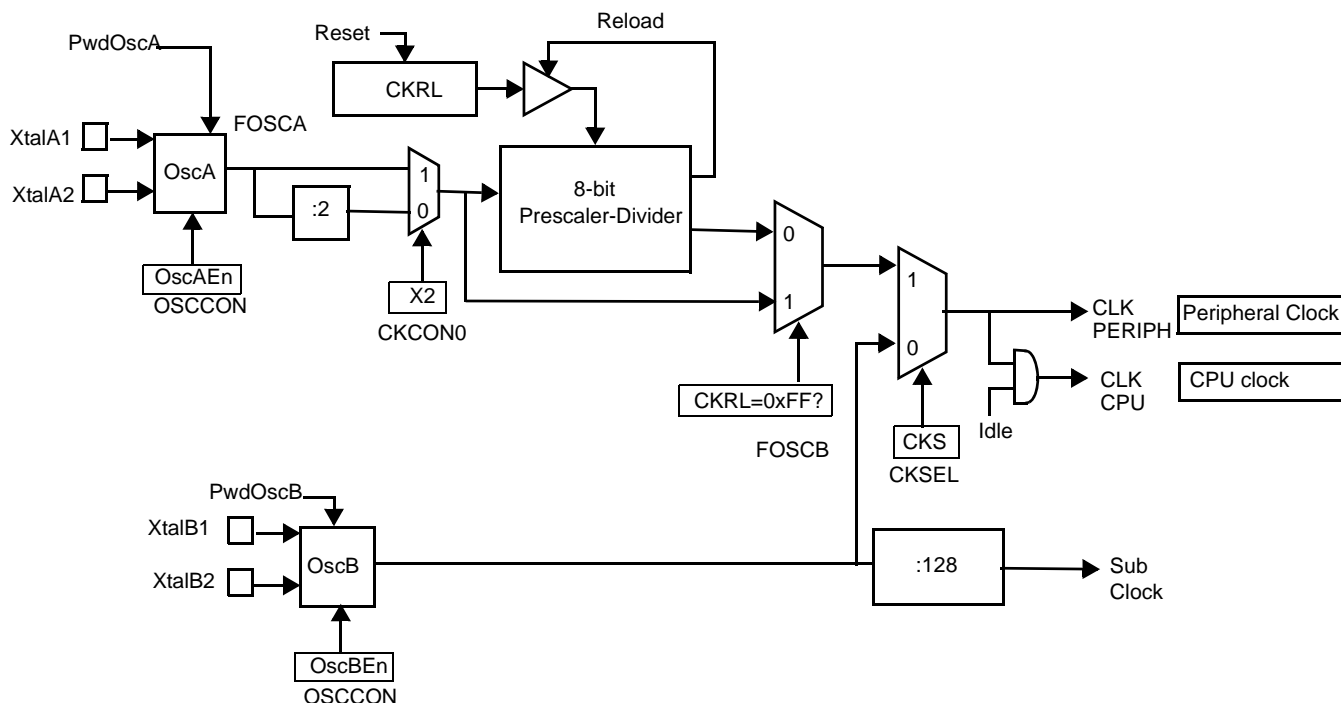 Reload
Reset
PwdOscA
CKRL
FOSCA
XtalA1
OscA
XtalA2
:2
1
0
8-bit
Prescaler-Divider
0
1
OscAEn
OSCCON
X2
CKCON0
1
0
CLK
PERIPH
Peripheral Clock
CLK
CPU
CPU clock
CKRL=0xFF?
Idle
FOSCB
CKS
CKSEL
PwdOscB
XtalB1
OscB
XtalB2
:128
Sub
Clock
OscBEn
OSCCON